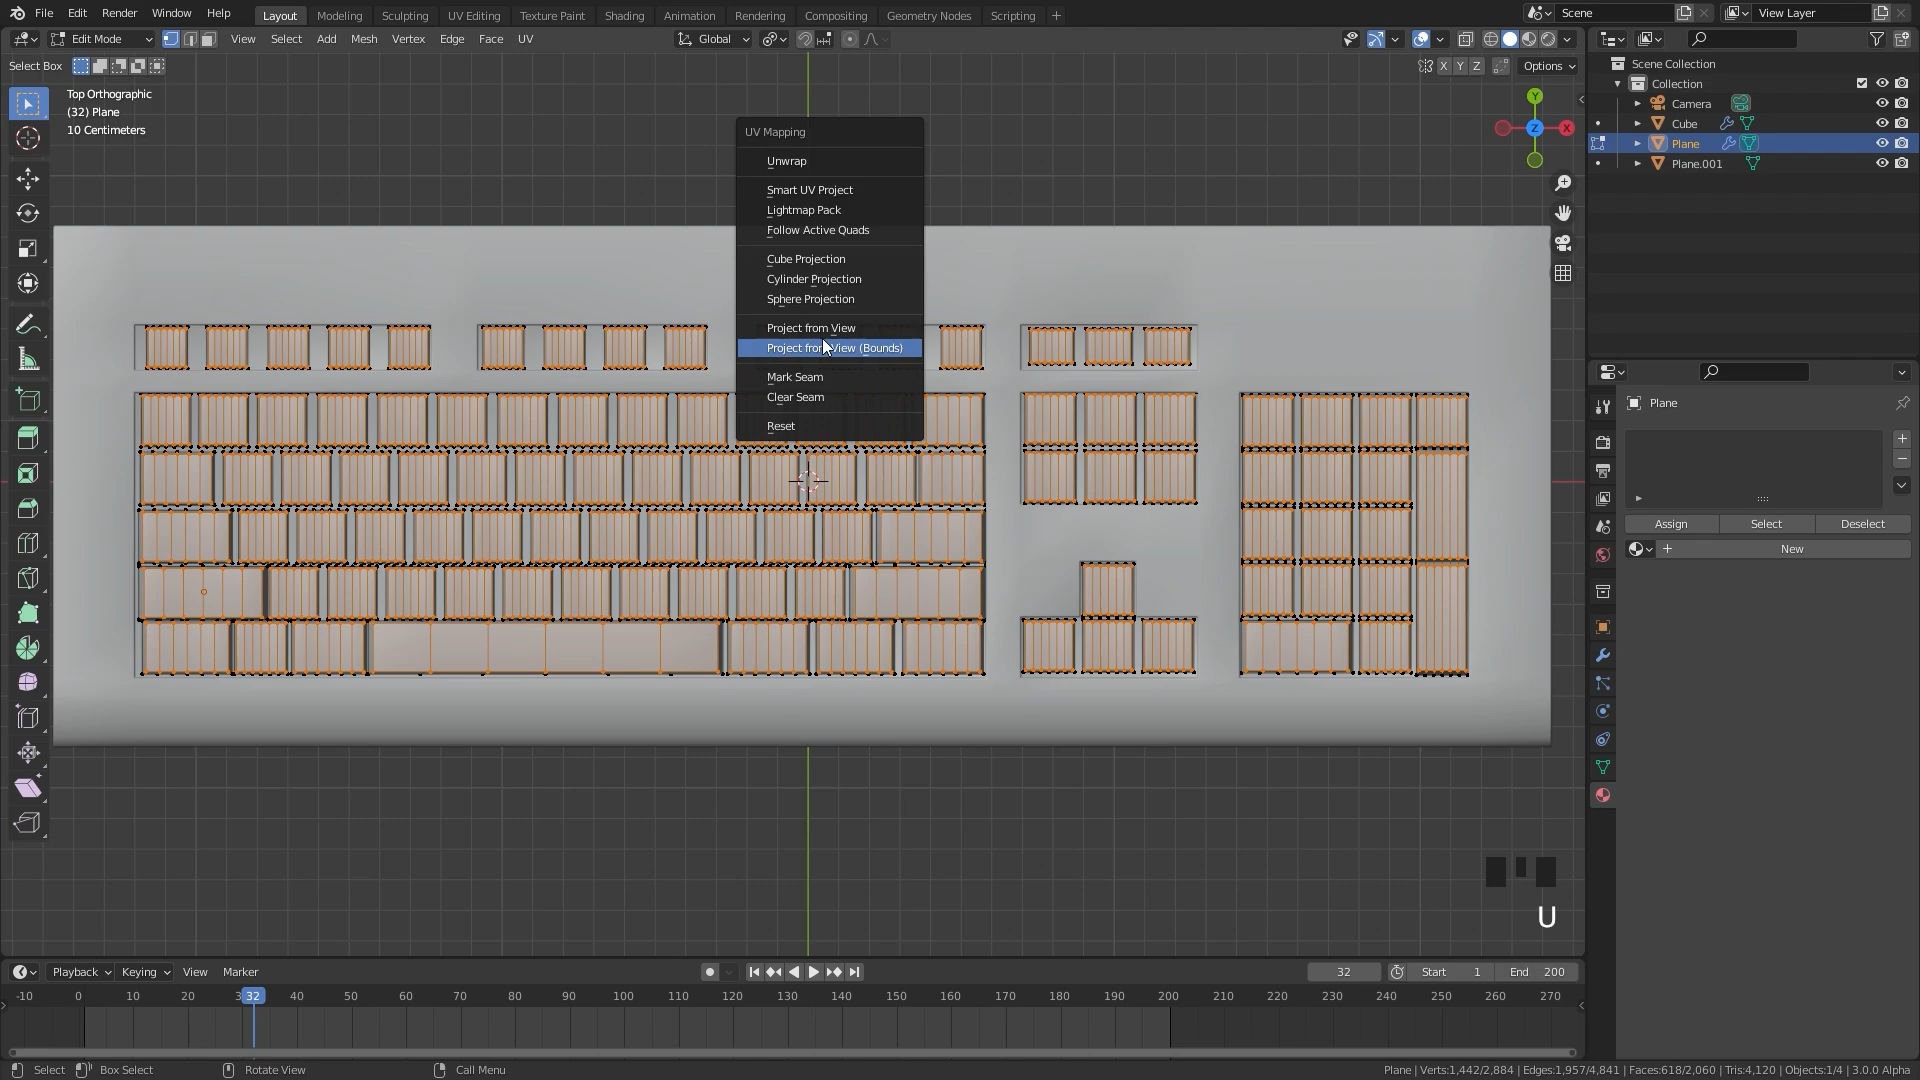 File Edit Render Window Help Layout Modeling Sculpting UV Editing Texture Paint Shading Animation Rendering Compositing Geometry Nodes Scripting + Scene View Layer
Edit Mode View Select Add Mesh Vertex Edge Face UV Global
Select Box X Y Z Options
Top Orthographic
(32) Plane
10 Centimeters
Y
Z
X
UV Mapping
Unwrap
Smart UV Project
Lightmap Pack
Follow Active Quads
Cube Projection
Cylinder Projection
Sphere Projection
Project from View
Project from View (Bounds)
Mark Seam
Clear Seam
Reset
U
Scene Collection
Collection
Camera
Cube
Plane
Plane.001
Plane
Assign Select Deselect
New
Playback Keying View Marker 32 Start 1 End 200
-10 0 10 20 3 32 40 50 60 70 80 90 100 110 120 130 140 150 160 170 180 190 200 210 220 230 240 250 260 270
Select Box Select Rotate View Call Menu Plane | Verts:1,442/2,884 | Edges:1,957/4,841 | Faces:618/2,060 | Tris:4,120 | Objects:1/4 | 3.0.0 Alpha